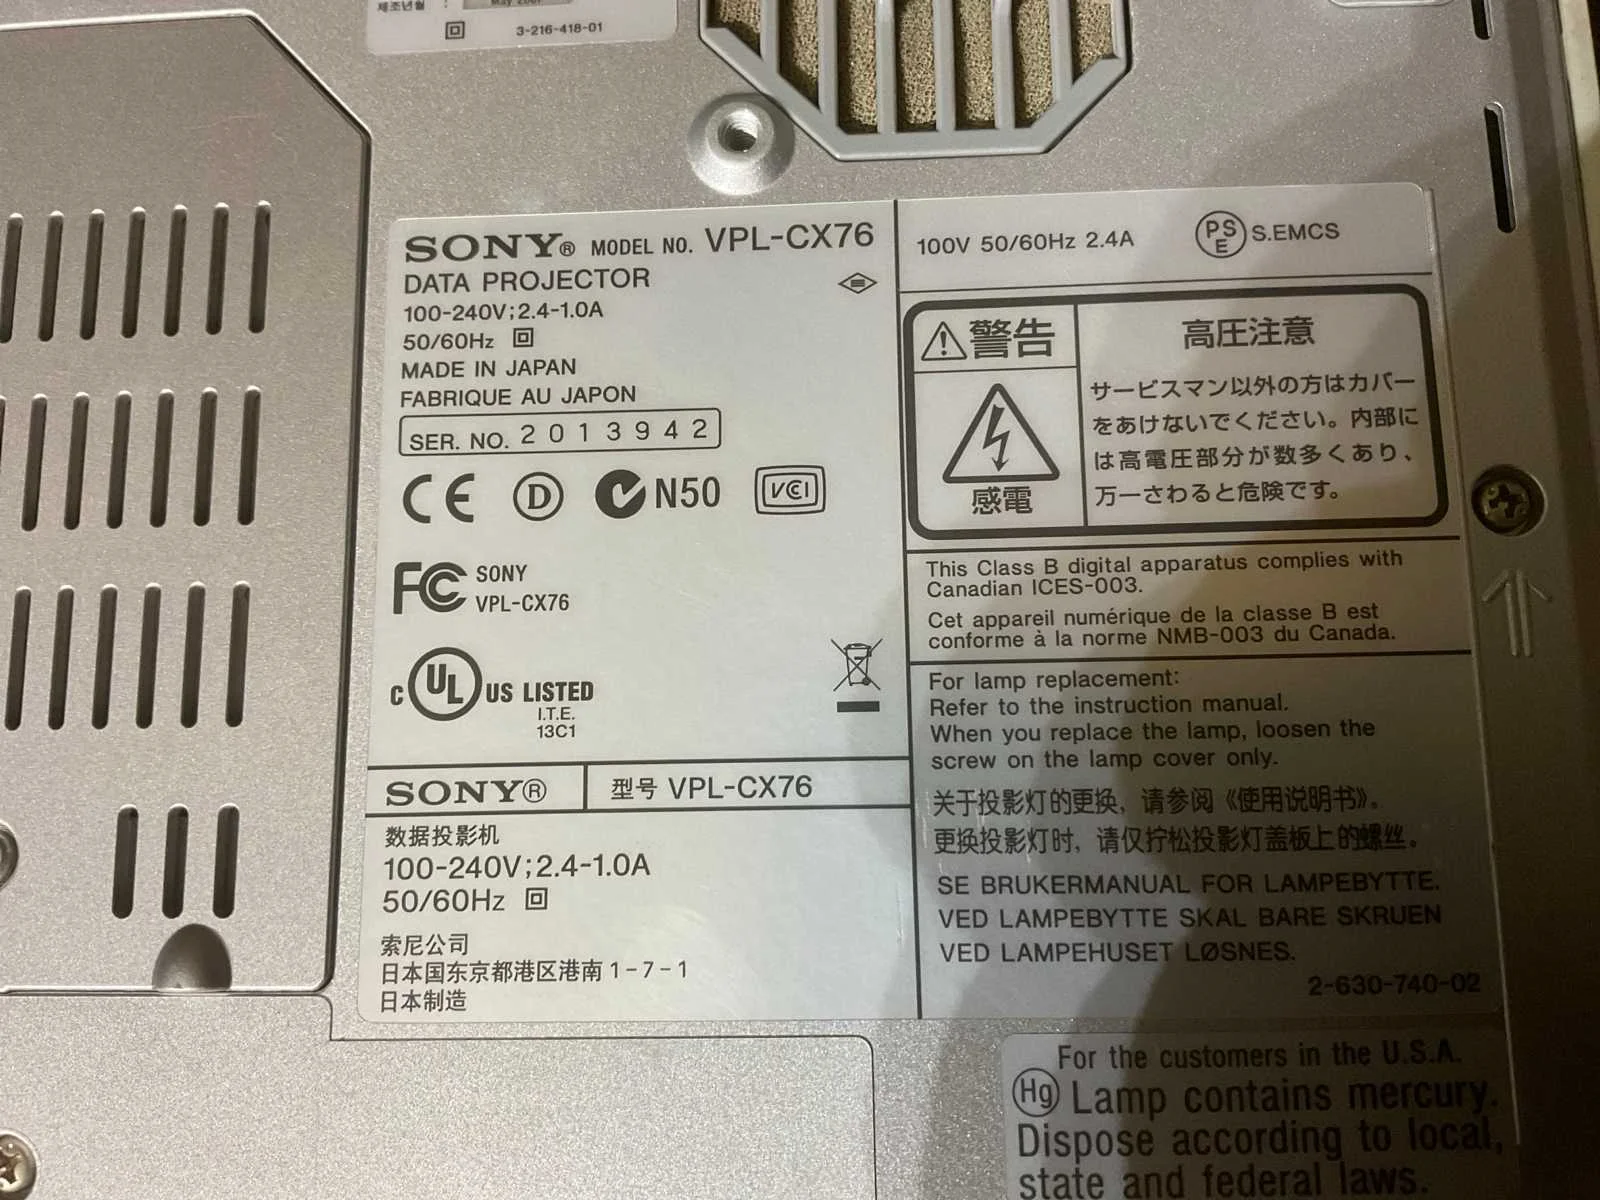 제조년월 : May 2007
3-216-418-01
SONY® MODEL NO. VPL-CX76
DATA PROJECTOR
100-240V;2.4-1.0A
50/60Hz
MADE IN JAPAN
FABRIQUE AU JAPON
SER. NO. 2013942
CE D N50 VCI
FC SONY
VPL-CX76
C UL US LISTED
I.T.E.
13C1
SONY® 型号 VPL-CX76
数据投影机
100-240V;2.4-1.0A
50/60Hz
索尼公司
日本国东京都港区港南1-7-1
日本制造
100V 50/60Hz 2.4A PSE S.EMCS
警告
感電
高圧注意
サービスマン以外の方はカバー
をあけないでください。内部に
は高電圧部分が数多くあり、
万一さわると危険です。
This Class B digital apparatus complies with
Canadian ICES-003.
Cet appareil numérique de la classe B est
conforme à la norme NMB-003 du Canada.
For lamp replacement:
Refer to the instruction manual.
When you replace the lamp, loosen the
screw on the lamp cover only.
关于投影灯的更换，请参阅《使用说明书》。
更换投影灯时，请仅拧松投影灯盖板上的螺丝。
SE BRUKERMANUAL FOR LAMPEBYTTE.
VED LAMPEBYTTE SKAL BARE SKRUEN
VED LAMPEHUSET LØSNES.
2-630-740-02
For the customers in the U.S.A.
Hg Lamp contains mercury.
Dispose according to local,
state and federal laws.